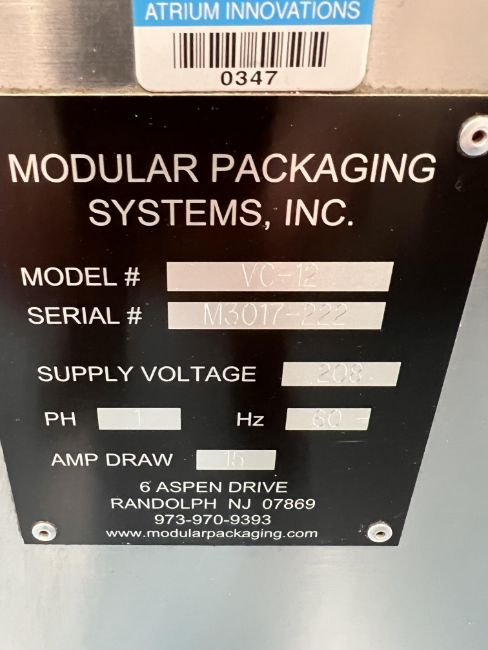 ATRIUM INNOVATIONS
0347
MODULAR PACKAGING
SYSTEMS, INC.
MODEL # VC-12
SERIAL # M3017-222
SUPPLY VOLTAGE 208
PH 1 Hz 60
AMP DRAW 15
6 ASPEN DRIVE
RANDOLPH NJ 07869
973-970-9393
www.modularpackaging.com